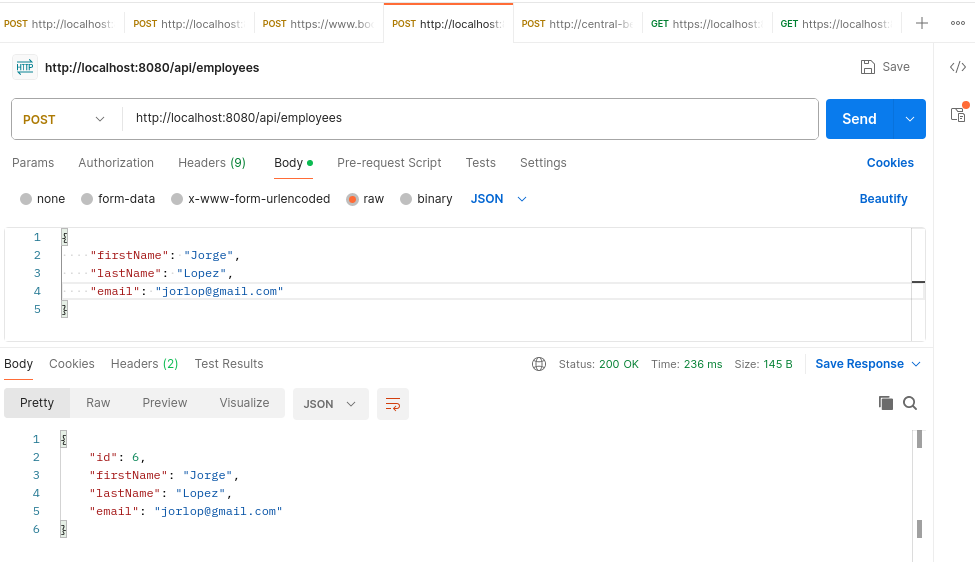 POST http://localhost: POST http://localhost: POST https://www.bo POST http://localhost: POST http://central-b GET https://localhost: GET https://localhost:
HTTP http://localhost:8080/api/employees Save
POST http://localhost:8080/api/employees Send
Params Authorization Headers (9) Body Pre-request Script Tests Settings Cookies
none form-data x-www-form-urlencoded raw binary JSON Beautify
1 {
2 "firstName": "Jorge",
3 "lastName": "Lopez",
4 "email": "jorlop@gmail.com"
5 }
Body Cookies Headers (2) Test Results Status: 200 OK Time: 236 ms Size: 145 B Save Response
Pretty Raw Preview Visualize JSON
1 {
2 "id": 6,
3 "firstName": "Jorge",
4 "lastName": "Lopez",
5 "email": "jorlop@gmail.com"
6 }